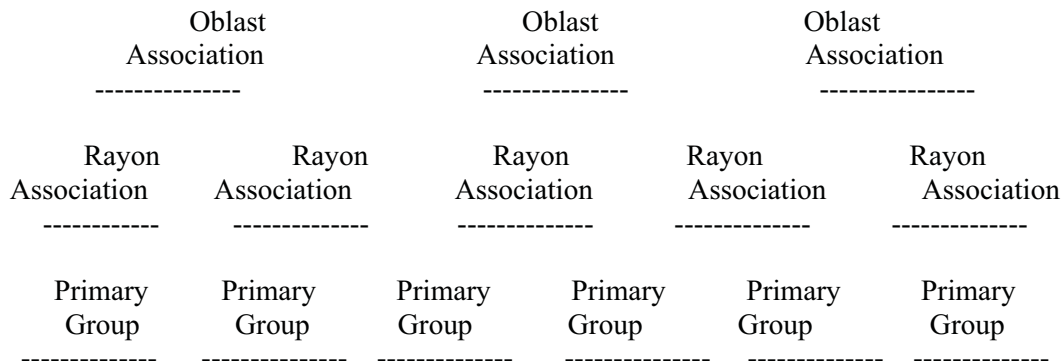 Oblast Oblast Oblast
Association Association Association
--------------- --------------- ----------------
Rayon Rayon Rayon Rayon Rayon
Association Association Association Association Association
------------ -------------- -------------- -------------- --------------
Primary Primary Primary Primary Primary Primary
Group Group Group Group Group Group
-------------- --------------- -------------- --------------- -------------- --------------